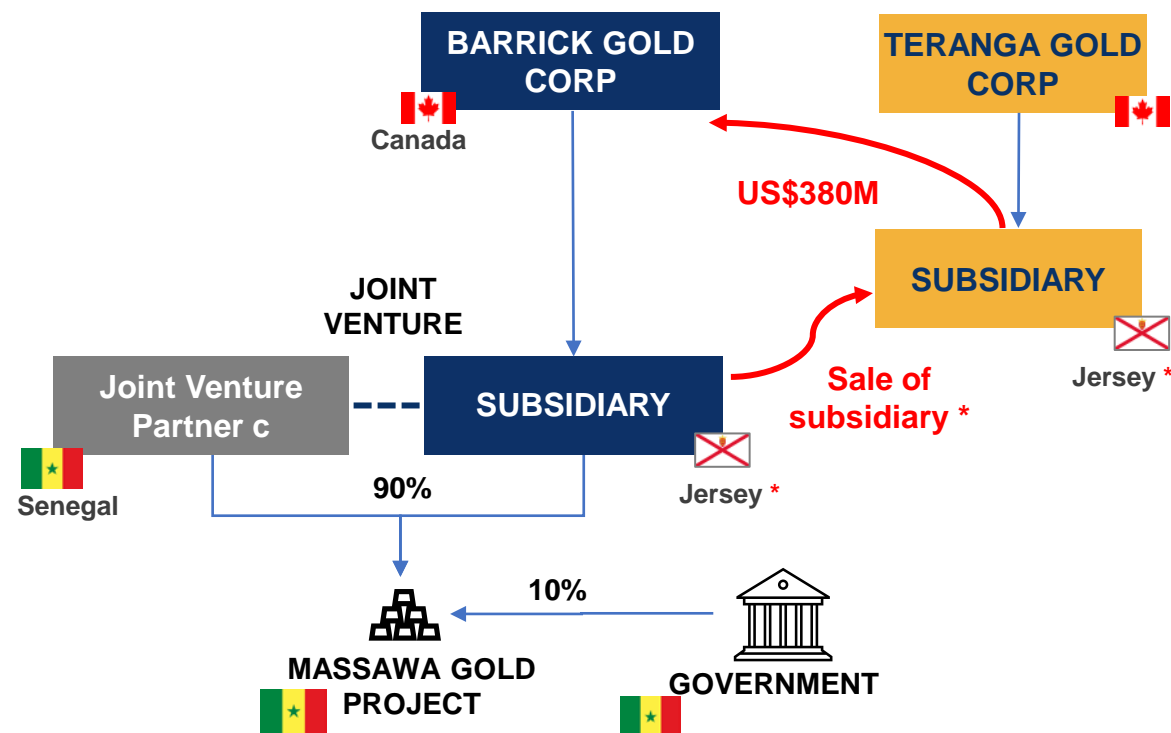 BARRICK GOLD
CORP
Canada
TERANGA GOLD
CORP
US$380M
SUBSIDIARY
Jersey *
JOINT
VENTURE
Joint Venture
Partner c
Senegal
SUBSIDIARY
Jersey *
Sale of
subsidiary *
90%
10%
MASSAWA GOLD
PROJECT
GOVERNMENT